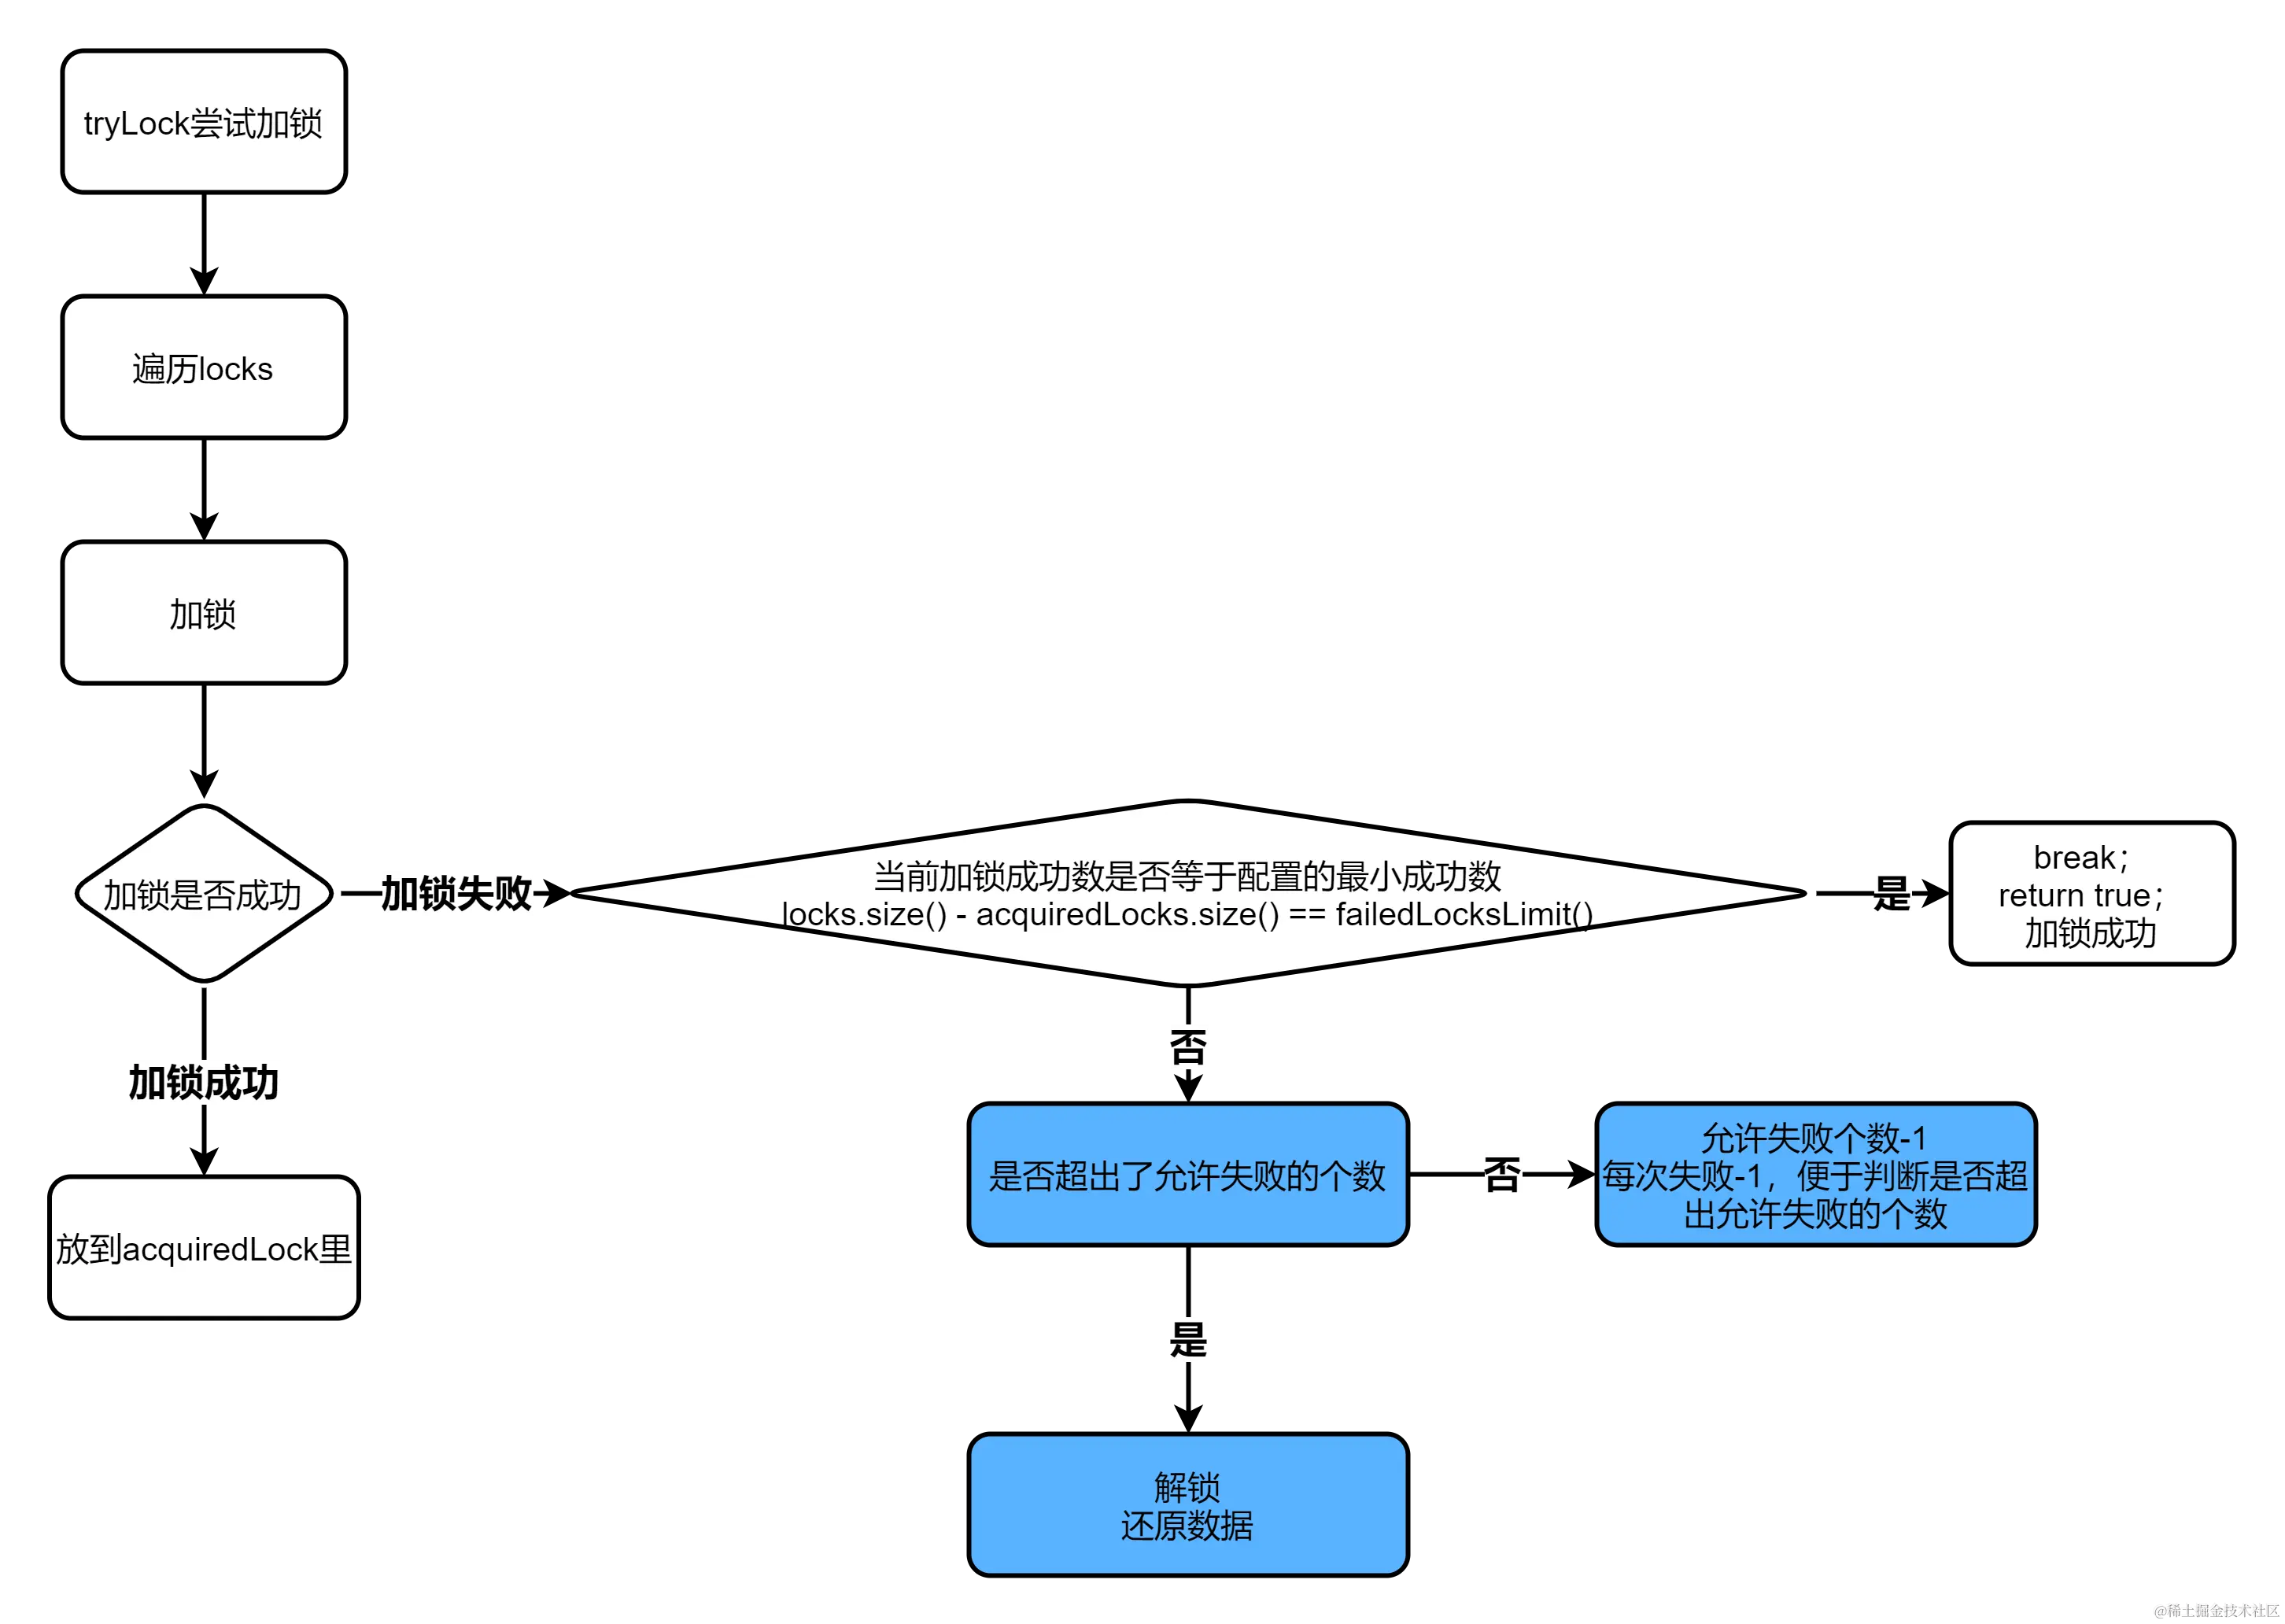 tryLock尝试加锁
遍历locks
加锁
加锁是否成功
加锁失败
当前加锁成功数是否等于配置的最小成功数
locks.size() - acquiredLocks.size() == failedLocksLimit()
是
break；
return true；
加锁成功
否
加锁成功
是否超出了允许失败的个数
否
允许失败个数-1
每次失败-1，便于判断是否超
出允许失败的个数
放到acquiredLock里
是
解锁
还原数据
@稀土掘金技术社区